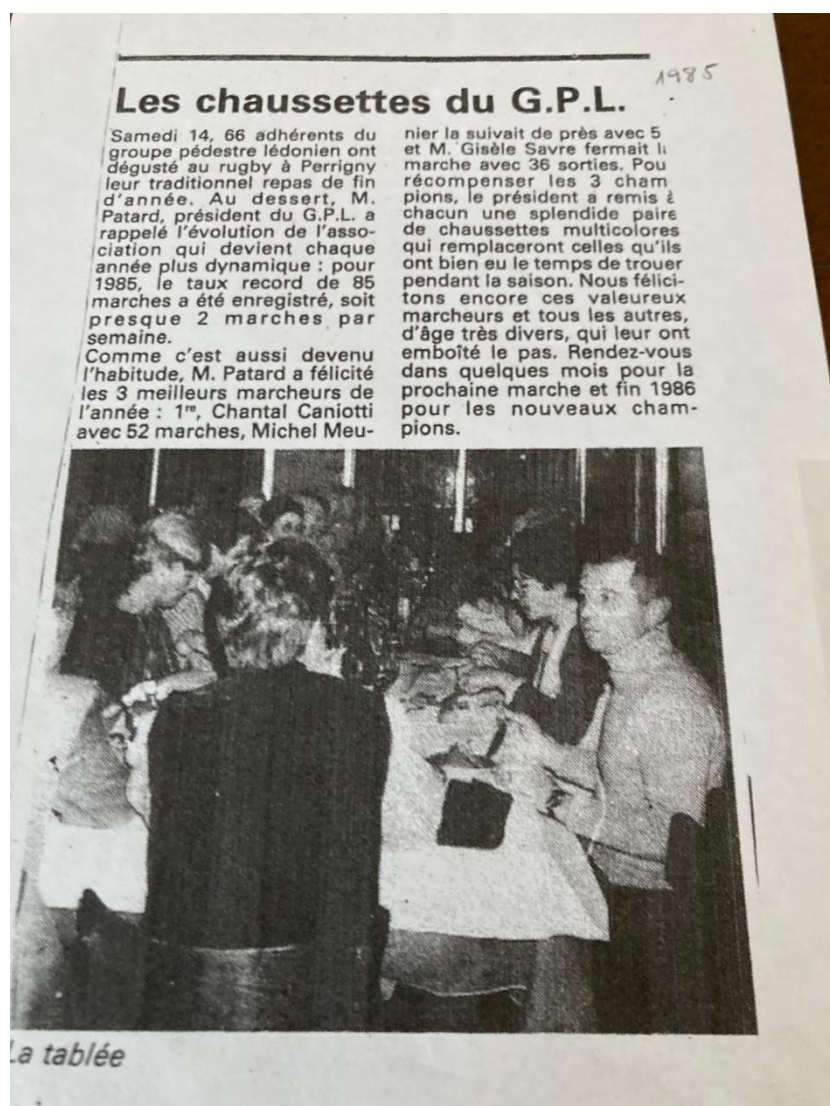 1985
Les chaussettes du G.P.L.
Samedi 14, 66 adhérents du
groupe pédestre lédonien ont
dégusté au rugby à Perrigny
leur traditionnel repas de fin
d'année. Au dessert, M.
Patard, président du G.P.L. a
rappelé l'évolution de l'asso-
ciation qui devient chaque
année plus dynamique : pour
1985, le taux record de 85
marches a été enregistré, soit
presque 2 marches par
semaine.
Comme c'est aussi devenu
l'habitude, M. Patard a félicité
les 3 meilleurs marcheurs de
l'année : 1re, Chantal Caniotti
avec 52 marches, Michel Meu-
nier la suivait de près avec 5
et M. Gisèle Savre fermait
marche avec 36 sorties. Pou
récompenser les 3 cham
pions, le président a remis
chacun une splendide paire
de chaussettes multicolores
qui remplaceront celles qu'ils
ont bien eu le temps de trouer
pendant la saison. Nous félici-
tons encore ces valeureux
marcheurs et tous les autres,
d'âge très divers, qui leur ont
emboîté le pas. Rendez-vous
dans quelques mois pour la
prochaine marche et fin 1986
pour les nouveaux cham-
pions.
La tablée